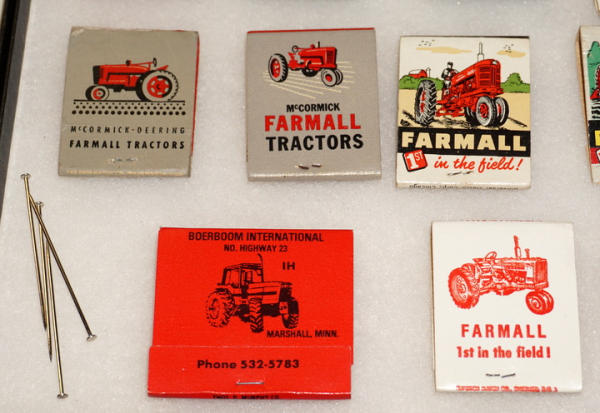 McCORMICK-DEERING
FARMALL TRACTORS
McCORMICK
FARMALL
TRACTORS
FARMALL
1ST in the field!
BOERBOOM INTERNATIONAL
NO. HIGHWAY 23
IH
MARSHALL, MINN.
Phone 532-5783
FARMALL
1st in the field!